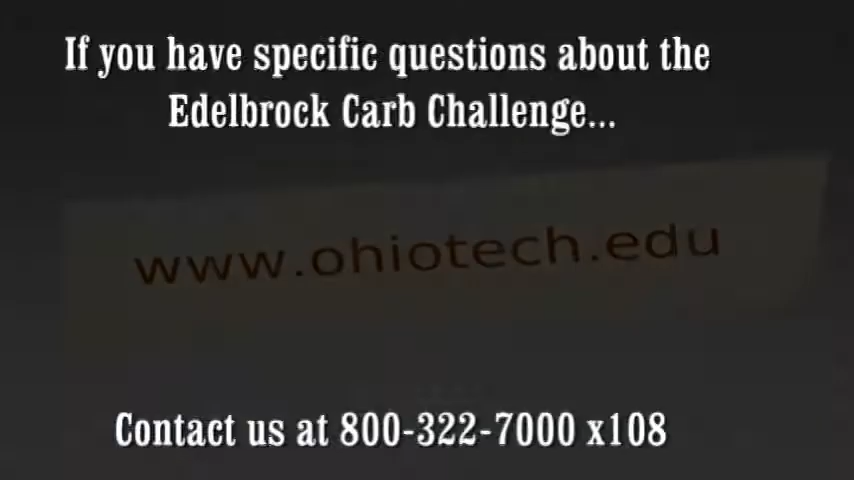 If you have specific questions about the
Edelbrock Carb Challenge...
www.ohiotech.edu
Contact us at 800-322-7000 x108